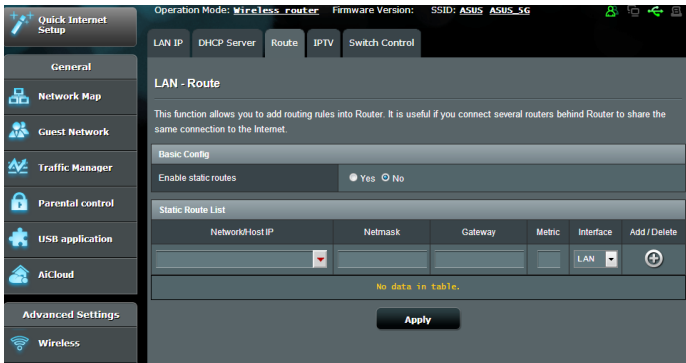 Quick Internet
Setup
General
Network Map
Guest Network
Traffic Manager
Parental control
USB application
AiCloud
Advanced Settings
Wireless
Operation Mode: Wireless router Firmware Version: SSID: ASUS ASUS_5G
LAN IP DHCP Server Route IPTV Switch Control
LAN - Route
This function allows you to add routing rules into Router. It is useful if you connect several routers behind Router to share the
same connection to the Internet.
Basic Config
Enable static routes Yes No
Static Route List
Network/Host IP Netmask Gateway Metric Interface Add / Delete
LAN
No data in table.
Apply